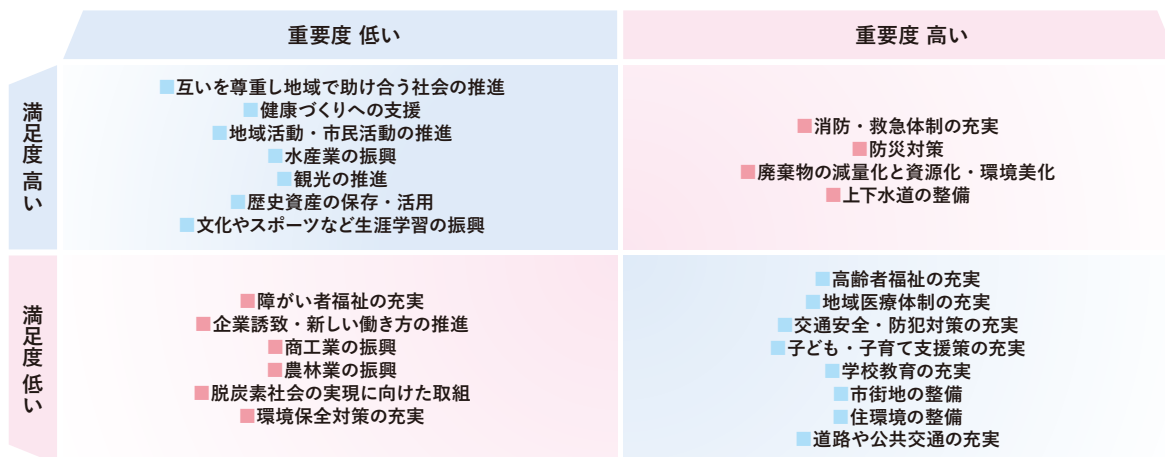 重要度 低い
重要度 高い
満足度 高い
■互いを尊重し地域で助け合う社会の推進
■健康づくりへの支援
■地域活動・市民活動の推進
■水産業の振興
■観光の推進
■歴史資産の保存・活用
■文化やスポーツなど生涯学習の振興
■消防・救急体制の充実
■防災対策
■廃棄物の減量化と資源化・環境美化
■上下水道の整備
満足度 低い
■障がい者福祉の充実
■企業誘致・新しい働き方の推進
■商工業の振興
■農林業の振興
■脱炭素社会の実現に向けた取組
■環境保全対策の充実
■高齢者福祉の充実
■地域医療体制の充実
■交通安全・防犯対策の充実
■子ども・子育て支援策の充実
■学校教育の充実
■市街地の整備
■住環境の整備
■道路や公共交通の充実